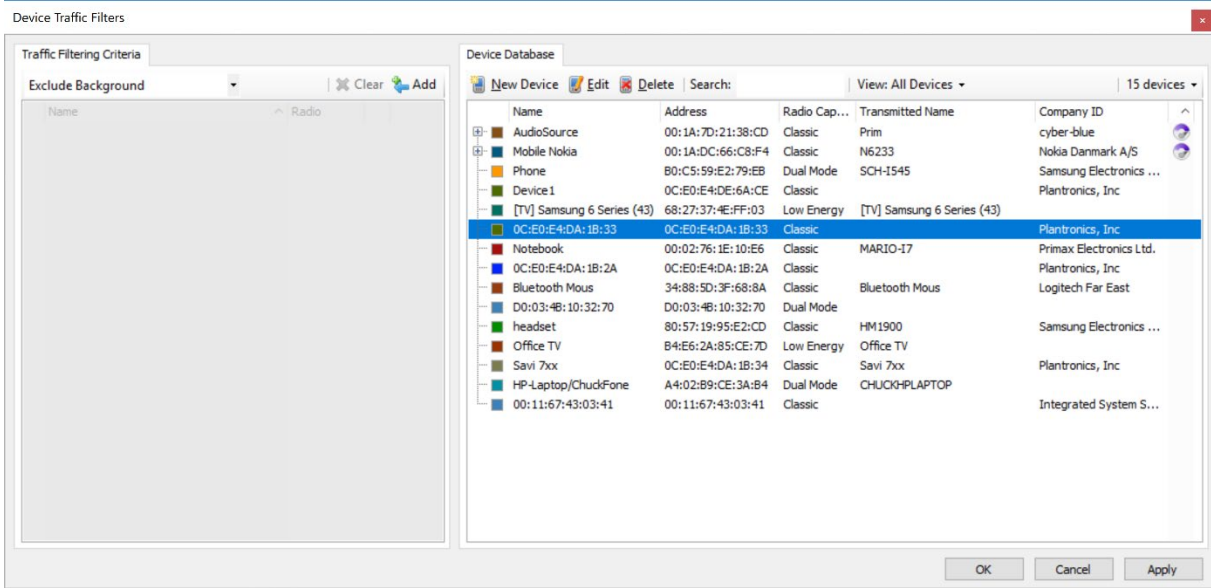 Device Traffic Filters
×
Traffic Filtering Criteria
Exclude Background
Clear Add
Name Radio
Device Database
New Device Edit Delete Search: View: All Devices 15 devices
Name Address Radio Cap... Transmitted Name Company ID
AudioSource 00:1A:7D:21:38:CD Classic Prim cyber-blue
Mobile Nokia 00:1A:DC:66:C8:F4 Classic N6233 Nokia Danmark A/S
Phone B0:C5:59:E2:79:EB Dual Mode SCH-I545 Samsung Electronics ...
Device1 0C:E0:E4:DE:6A:CE Classic Plantronics, Inc
[TV] Samsung 6 Series (43) 68:27:37:4E:FF:03 Low Energy [TV] Samsung 6 Series (43)
0C:E0:E4:DA:1B:33 0C:E0:E4:DA:1B:33 Classic Plantronics, Inc
Notebook 00:02:76:1E:10:E6 Classic MARIO-I7 Primax Electronics Ltd.
0C:E0:E4:DA:1B:2A 0C:E0:E4:DA:1B:2A Classic Plantronics, Inc
Bluetooth Mous 34:88:5D:3F:68:8A Classic Bluetooth Mous Logitech Far East
D0:03:4B:10:32:70 D0:03:4B:10:32:70 Dual Mode
headset 80:57:19:95:E2:CD Classic HM1900 Samsung Electronics ...
Office TV B4:E6:2A:85:CE:7D Low Energy Office TV
Savi 7xx 0C:E0:E4:DA:1B:34 Classic Savi 7xx Plantronics, Inc
HP-Laptop/ChuckFone A4:02:B9:CE:3A:B4 Dual Mode CHUCKHPLAPTOP
00:11:67:43:03:41 00:11:67:43:03:41 Classic Integrated System S...
OK Cancel Apply